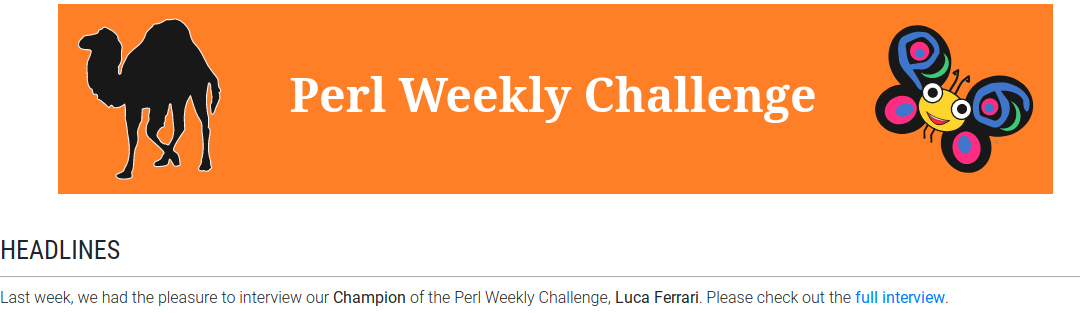 Perl Weekly Challenge
HEADLINES
Last week, we had the pleasure to interview our Champion of the Perl Weekly Challenge, Luca Ferrari. Please check out the full interview.